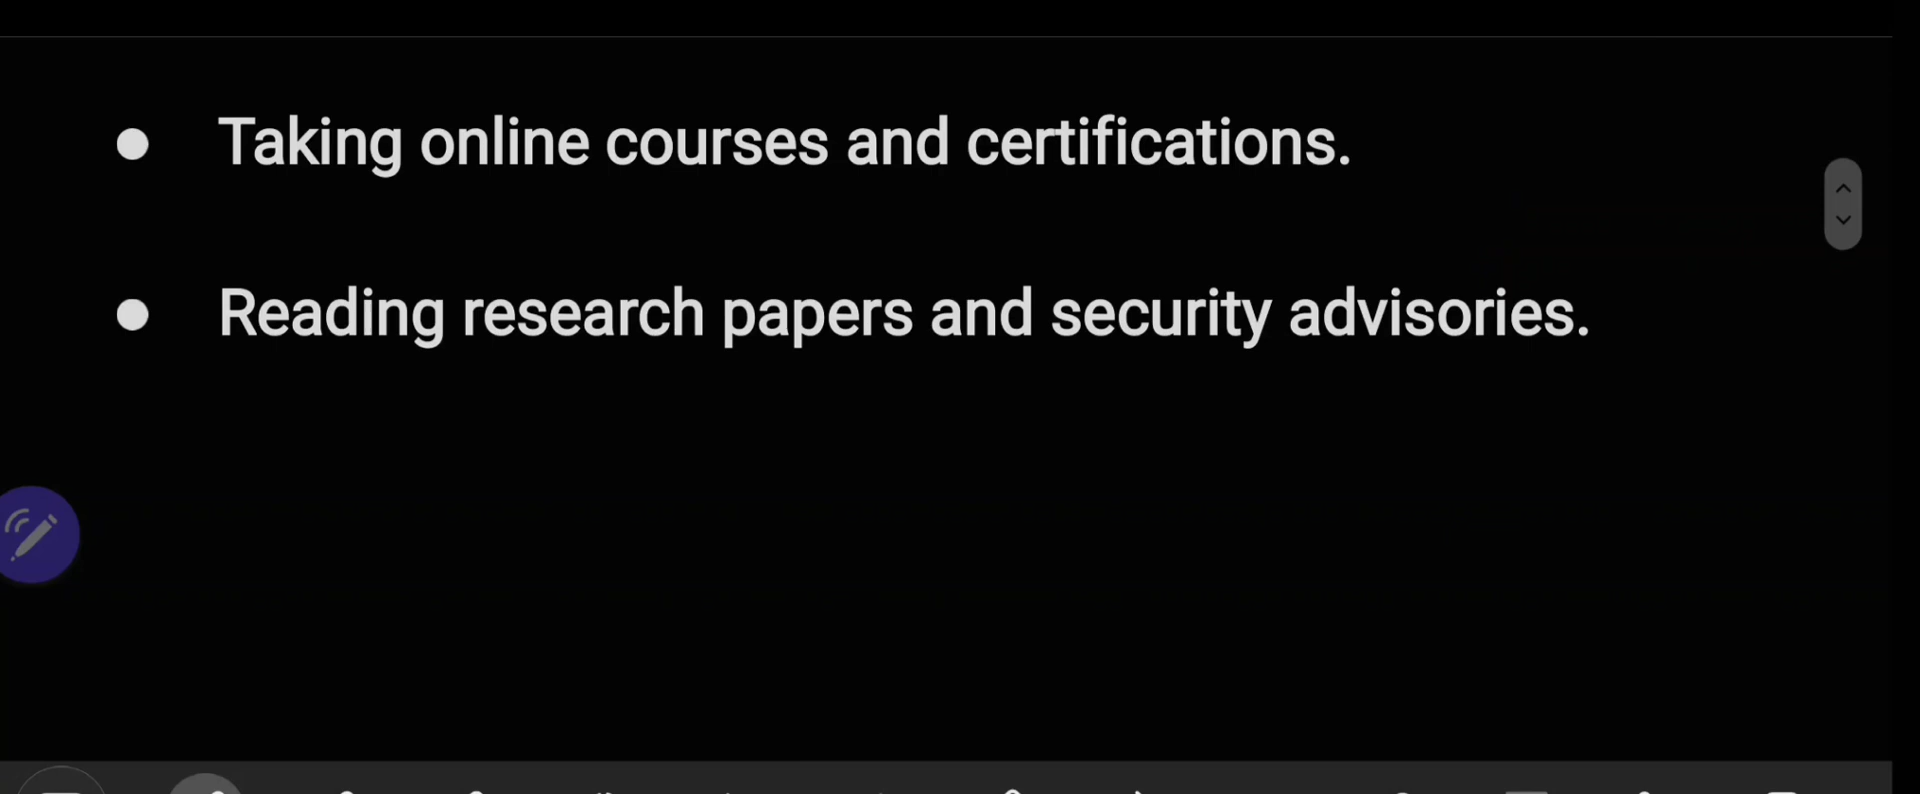 ● Taking online courses and certifications.
● Reading research papers and security advisories.